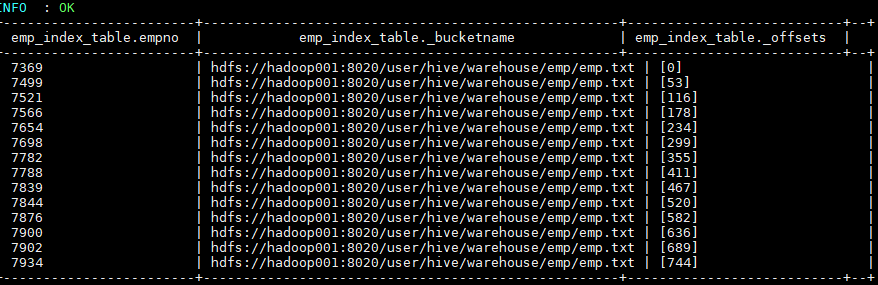 INFO  : OK
-------------------------+----------------------------------------------------+---------------------------+--+
 emp_index_table.empno  |            emp_index_table._bucketname             | emp_index_table._offsets  |
-------------------------+----------------------------------------------------+---------------------------+--+
 7369                   | hdfs://hadoop001:8020/user/hive/warehouse/emp/emp.txt | [0]                       |
 7499                   | hdfs://hadoop001:8020/user/hive/warehouse/emp/emp.txt | [53]                      |
 7521                   | hdfs://hadoop001:8020/user/hive/warehouse/emp/emp.txt | [116]                     |
 7566                   | hdfs://hadoop001:8020/user/hive/warehouse/emp/emp.txt | [178]                     |
 7654                   | hdfs://hadoop001:8020/user/hive/warehouse/emp/emp.txt | [234]                     |
 7698                   | hdfs://hadoop001:8020/user/hive/warehouse/emp/emp.txt | [299]                     |
 7782                   | hdfs://hadoop001:8020/user/hive/warehouse/emp/emp.txt | [355]                     |
 7788                   | hdfs://hadoop001:8020/user/hive/warehouse/emp/emp.txt | [411]                     |
 7839                   | hdfs://hadoop001:8020/user/hive/warehouse/emp/emp.txt | [467]                     |
 7844                   | hdfs://hadoop001:8020/user/hive/warehouse/emp/emp.txt | [520]                     |
 7876                   | hdfs://hadoop001:8020/user/hive/warehouse/emp/emp.txt | [582]                     |
 7900                   | hdfs://hadoop001:8020/user/hive/warehouse/emp/emp.txt | [636]                     |
 7902                   | hdfs://hadoop001:8020/user/hive/warehouse/emp/emp.txt | [689]                     |
 7934                   | hdfs://hadoop001:8020/user/hive/warehouse/emp/emp.txt | [744]                     |
-------------------------+----------------------------------------------------+---------------------------+--+